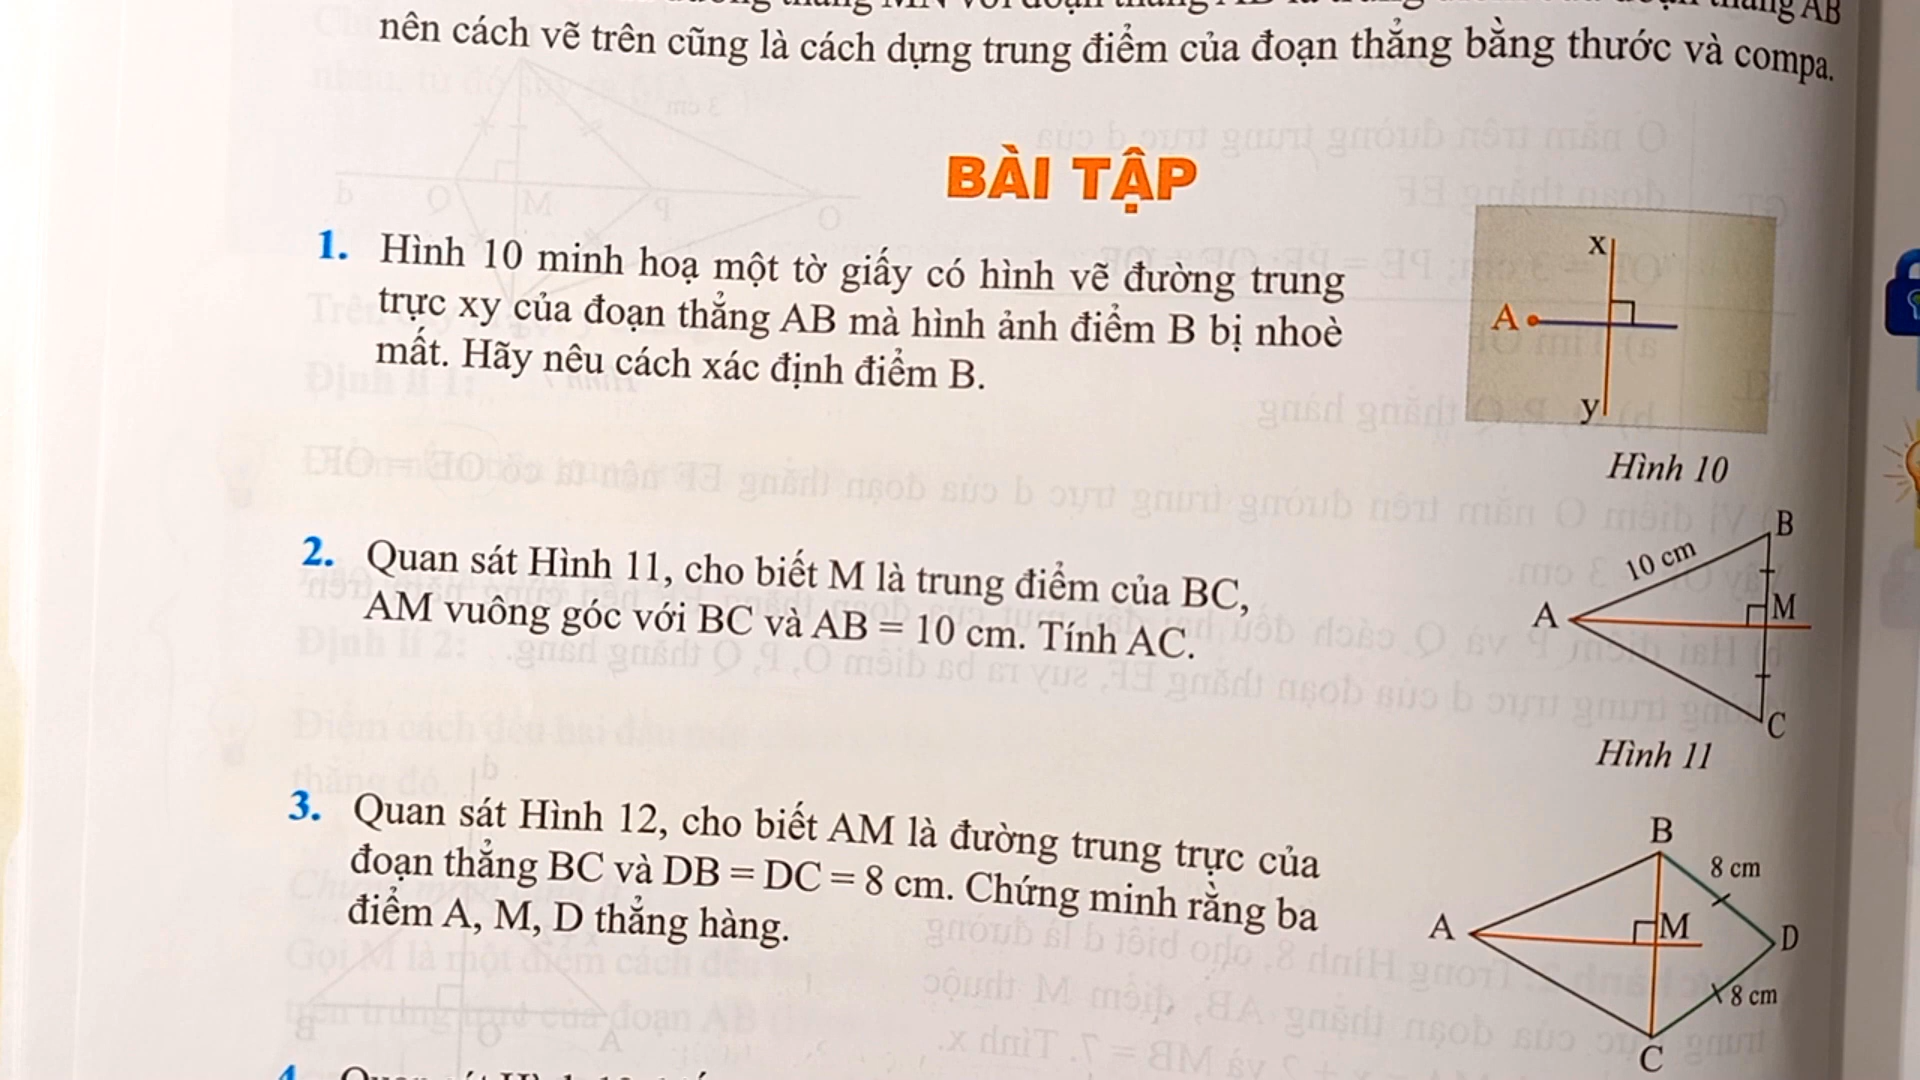 nên cách vẽ trên cũng là cách dựng trung điểm của đoạn thẳng bằng thước và compa.
BÀI TẬP
1. Hình 10 minh hoạ một tờ giấy có hình vẽ đường trung
trực xy của đoạn thẳng AB mà hình ảnh điểm B bị nhoè
mất. Hãy nêu cách xác định điểm B.
x
A
y
Hình 10
2. Quan sát Hình 11, cho biết M là trung điểm của BC,
AM vuông góc với BC và AB = 10 cm. Tính AC.
B
10 cm
A
M
C
Hình 11
3. Quan sát Hình 12, cho biết AM là đường trung trực của
đoạn thẳng BC và DB = DC = 8 cm. Chứng minh rằng ba
điểm A, M, D thẳng hàng.
B
8 cm
A
M
D
8 cm
C